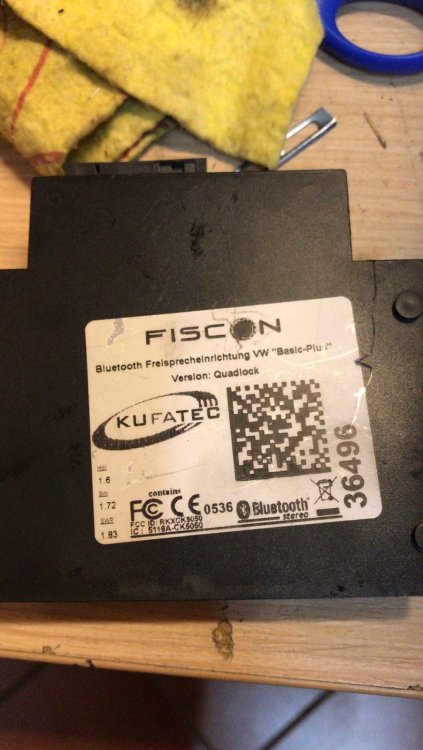 FISCON
Bluetooth Freisprecheinrichtung VW "Basic-Plus"
Version: Quadlock
KUFATEC
HW
1.6
SW
1.72
SWP
1.83
contains
FC CE 0536 Bluetooth
stereo
FCC ID: RKXCK5050
IC: 5119A-CK5050
36496